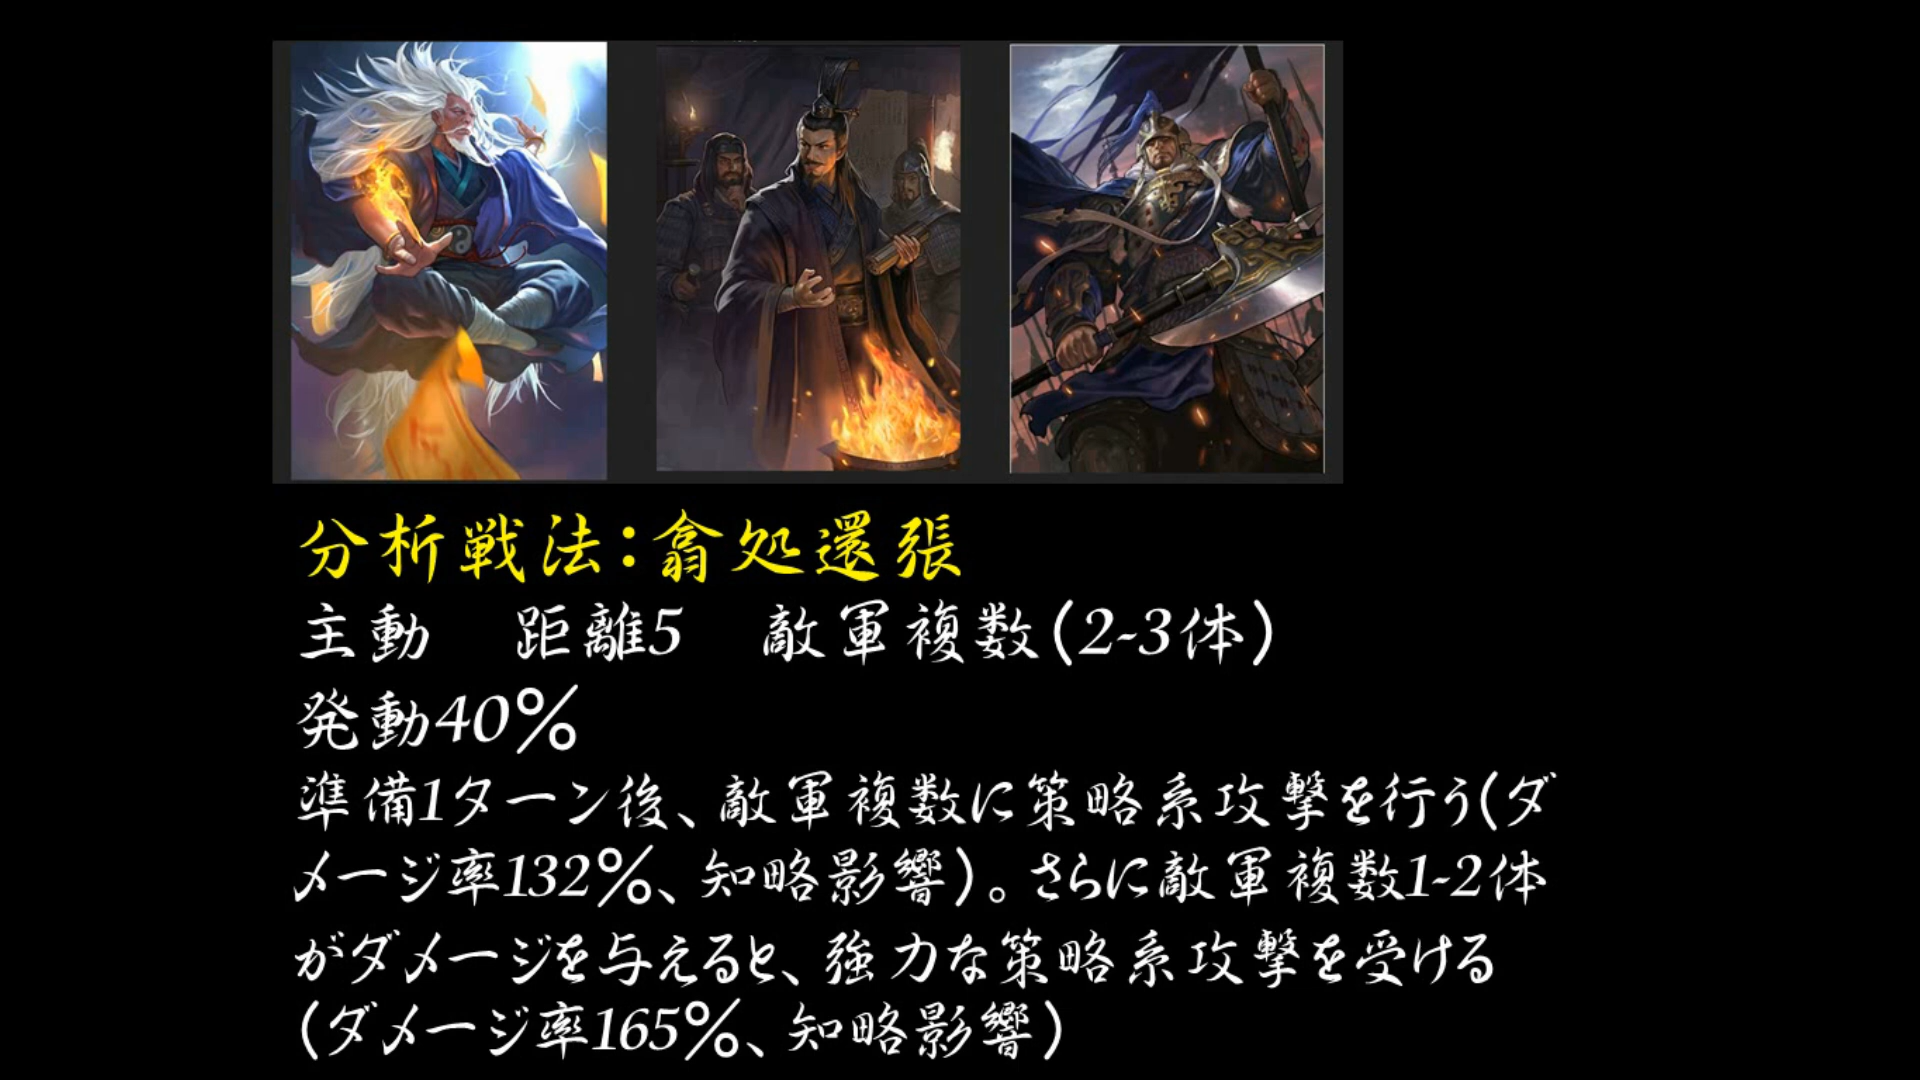 分析戦法：翕処還張
主動　距離5　敵軍複数(2-3体)
発動40%
準備1ターン後、敵軍複数に策略系攻撃を行う(ダ
メージ率132%、知略影響)。さらに敵軍複数1-2体
がダメージを与えると、強力な策略系攻撃を受ける
(ダメージ率165%、知略影響)